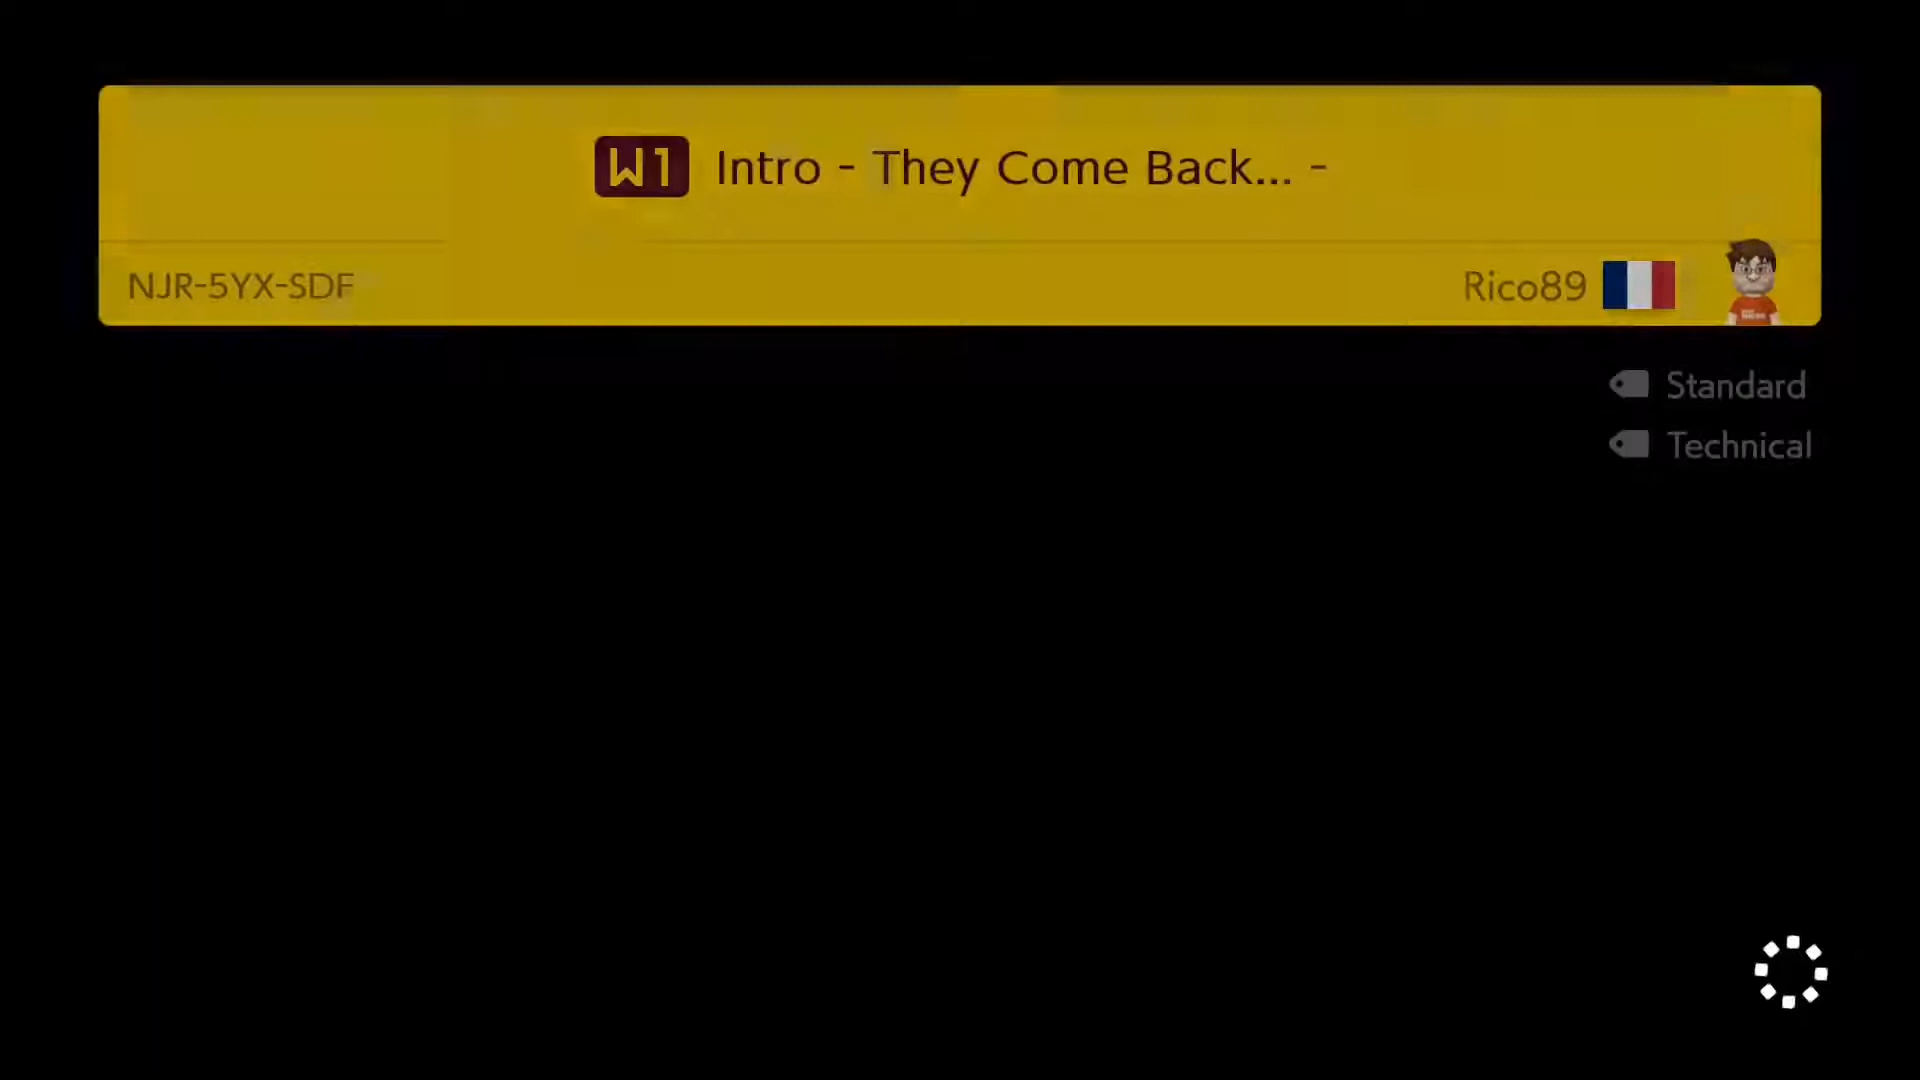 W1 Intro - They Come Back... -
NJR-5YX-SDF
Rico89
Standard
Technical